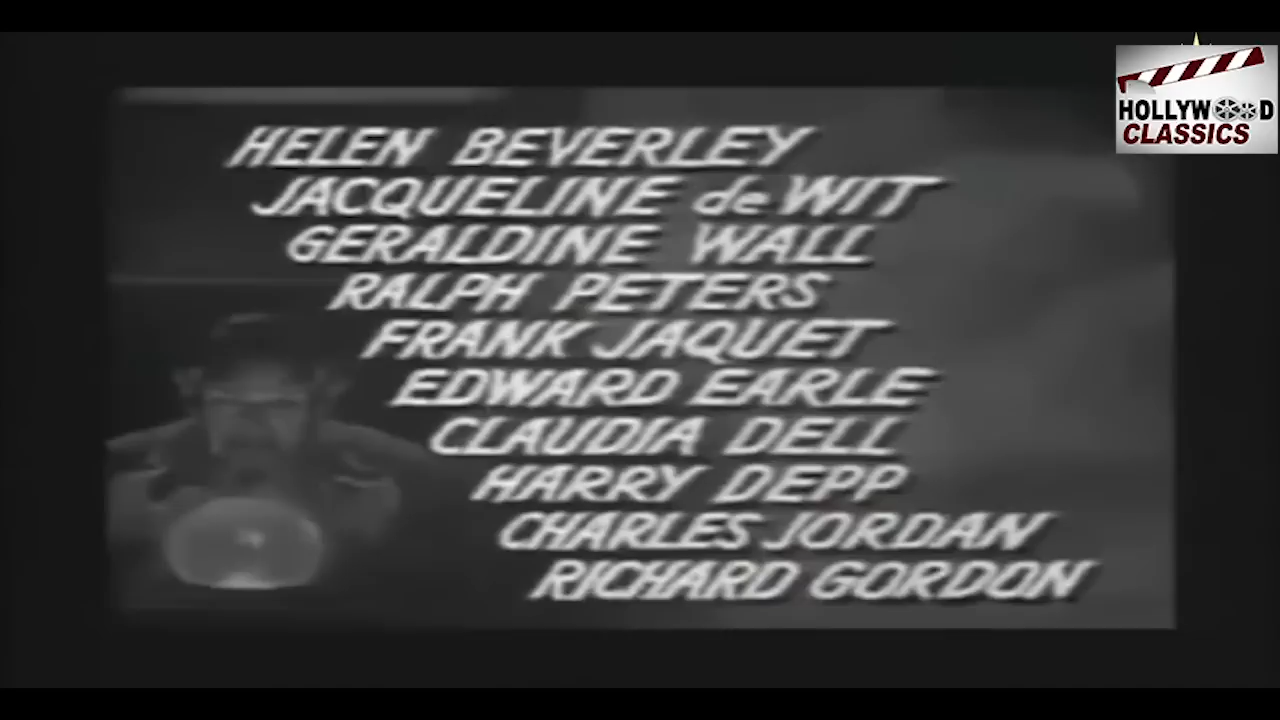 HELEN BEVERLEY
JACQUELINE de WIT
GERALDINE WALL
RALPH PETERS
FRANK JAQUET
EDWARD EARLE
CLAUDIA DELL
HARRY DEPP
CHARLES JORDAN
RICHARD GORDON
HOLLYWOOD
CLASSICS